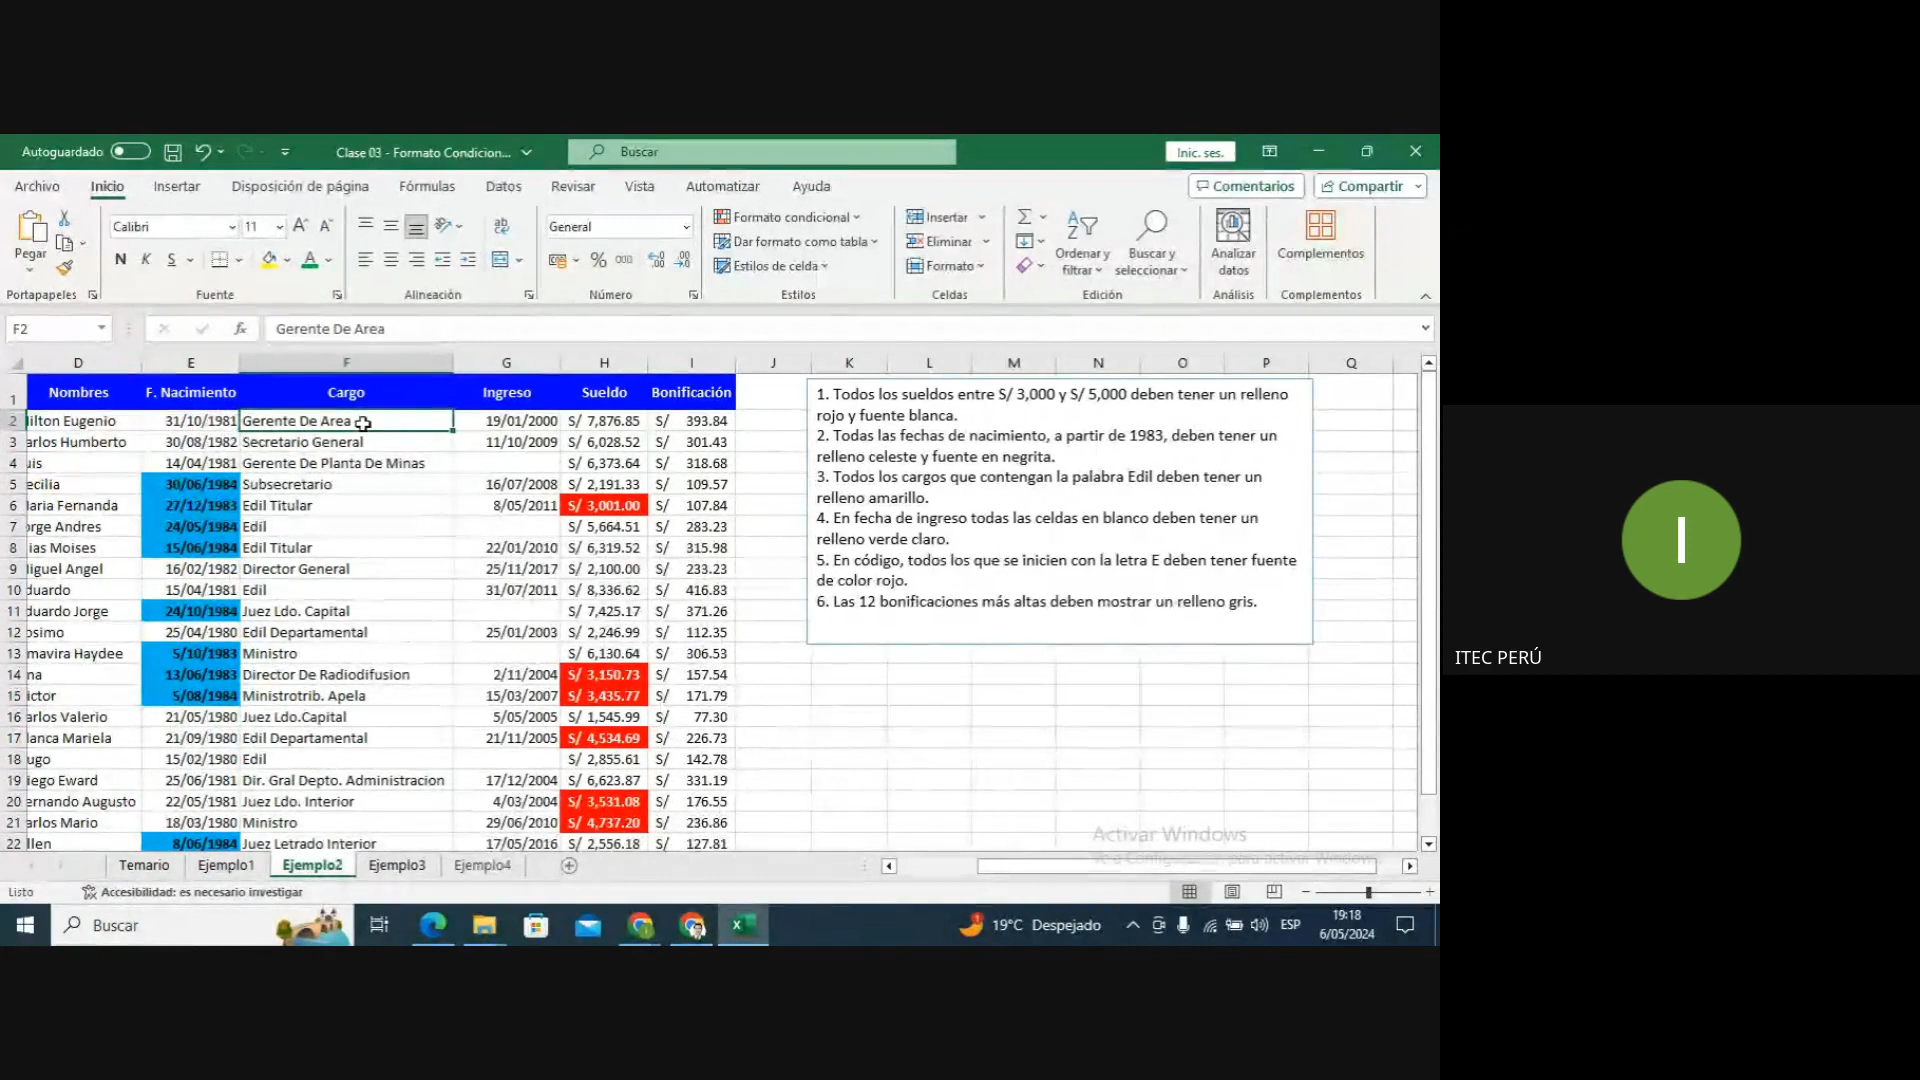 Autoguardado Clase 03 - Formato Condicion... Buscar Inic. ses.
Archivo Inicio Insertar Disposición de página Fórmulas Datos Revisar Vista Automatizar Ayuda Comentarios Compartir
Calibri 11 General Formato condicional Insertar
Pegar Dar formato como tabla Eliminar Ordenar y filtrar Buscar y seleccionar Analizar datos Complementos
N K S Estilos de celda Formato
Portapapeles Fuente Alineación Número Estilos Celdas Edición Análisis Complementos
F2 fx Gerente De Area
D E F G H I J K L M N O P Q
1 Nombres F. Nacimiento Cargo Ingreso Sueldo Bonificación
2 ilton Eugenio 31/10/1981 Gerente De Area 19/01/2000 S/ 7,876.85 S/ 393.84
3 arlos Humberto 30/08/1982 Secretario General 11/10/2009 S/ 6,028.52 S/ 301.43
4 uis 14/04/1981 Gerente De Planta De Minas S/ 6,373.64 S/ 318.68
5 ecilia 30/06/1984 Subsecretario 16/07/2008 S/ 2,191.33 S/ 109.57
6 aria Fernanda 27/12/1983 Edil Titular 8/05/2011 S/ 3,001.00 S/ 107.84
7 orge Andres 24/05/1984 Edil S/ 5,664.51 S/ 283.23
8 ias Moises 15/06/1984 Edil Titular 22/01/2010 S/ 6,319.52 S/ 315.98
9 iguel Angel 16/02/1982 Director General 25/11/2017 S/ 2,100.00 S/ 233.23
10 duardo 15/04/1981 Edil 31/07/2011 S/ 8,336.62 S/ 416.83
11 duardo Jorge 24/10/1984 Juez Ldo. Capital S/ 7,425.17 S/ 371.26
12 osimo 25/04/1980 Edil Departamental 25/01/2003 S/ 2,246.99 S/ 112.35
13 mavira Haydee 5/10/1983 Ministro S/ 6,130.64 S/ 306.53
14 na 13/06/1983 Director De Radiodifusion 2/11/2004 S/ 3,150.73 S/ 157.54
15 ictor 5/08/1984 Ministrotrib. Apela 15/03/2007 S/ 3,435.77 S/ 171.79
16 arlos Valerio 21/05/1980 Juez Ldo.Capital 5/05/2005 S/ 1,545.99 S/ 77.30
17 lanca Mariela 21/09/1980 Edil Departamental 21/11/2005 S/ 4,534.69 S/ 226.73
18 ugo 15/02/1980 Edil S/ 2,855.61 S/ 142.78
19 iego Eward 25/06/1981 Dir. Gral Depto. Administracion 17/12/2004 S/ 6,623.87 S/ 331.19
20 ernando Augusto 22/05/1981 Juez Ldo. Interior 4/03/2004 S/ 3,531.08 S/ 176.55
21 arlos Mario 18/03/1980 Ministro 29/06/2010 S/ 4,737.20 S/ 236.86
22 llen 8/06/1984 Juez Letrado Interior 17/05/2016 S/ 2,556.18 S/ 127.81
1. Todos los sueldos entre S/ 3,000 y S/ 5,000 deben tener un relleno
rojo y fuente blanca.
2. Todas las fechas de nacimiento, a partir de 1983, deben tener un
relleno celeste y fuente en negrita.
3. Todos los cargos que contengan la palabra Edil deben tener un
relleno amarillo.
4. En fecha de ingreso todas las celdas en blanco deben tener un
relleno verde claro.
5. En código, todos los que se inicien con la letra E deben tener fuente
de color rojo.
6. Las 12 bonificaciones más altas deben mostrar un relleno gris.
Activar Windows
para activar Windows
Temario Ejemplo1 Ejemplo2 Ejemplo3 Ejemplo4
Listo Accesibilidad: es necesario investigar
Buscar 19°C Despejado ESP 19:18
6/05/2024
I
ITEC PERÚ